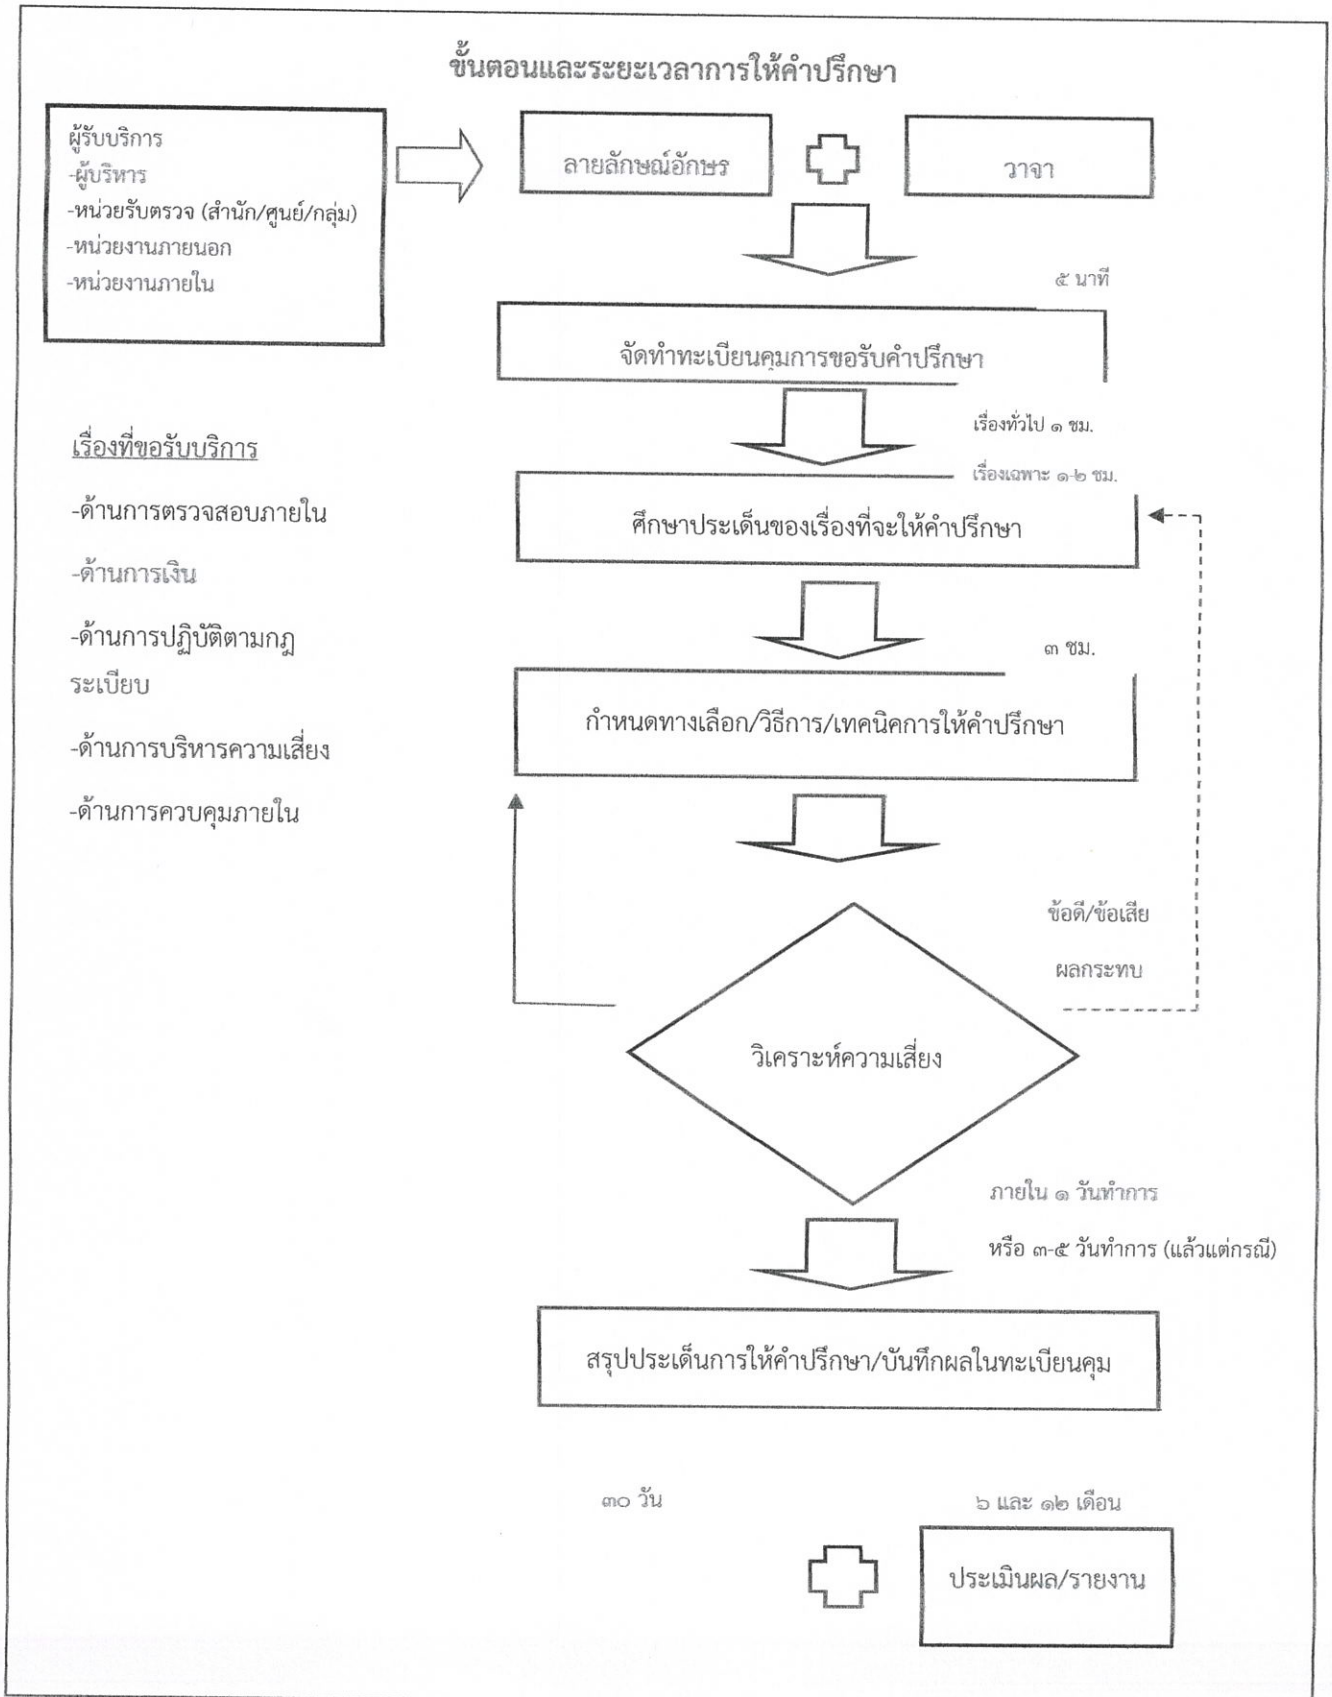 ขั้นตอนและระยะเวลาการให้คำปรึกษา
ผู้รับบริการ
-ผู้บริหาร
-หน่วยรับตรวจ (สำนัก/ศูนย์/กลุ่ม)
-หน่วยงานภายนอก
-หน่วยงานภายใน
ลายลักษณ์อักษร
วาจา
๕ นาที
จัดทำทะเบียนคุมการขอรับคำปรึกษา
เรื่องทั่วไป ๑ ชม.
เรื่องเฉพาะ ๑-๒ ชม.
เรื่องที่ขอรับบริการ
-ด้านการตรวจสอบภายใน
-ด้านการเงิน
-ด้านการปฏิบัติตามกฎ
ระเบียบ
-ด้านการบริหารความเสี่ยง
-ด้านการควบคุมภายใน
ศึกษาประเด็นของเรื่องที่จะให้คำปรึกษา
๓ ชม.
กำหนดทางเลือก/วิธีการ/เทคนิคการให้คำปรึกษา
ข้อดี/ข้อเสีย
ผลกระทบ
วิเคราะห์ความเสี่ยง
ภายใน ๑ วันทำการ
หรือ ๓-๕ วันทำการ (แล้วแต่กรณี)
สรุปประเด็นการให้คำปรึกษา/บันทึกผลในทะเบียนคุม
๓๐ วัน
๖ และ ๑๒ เดือน
ประเมินผล/รายงาน